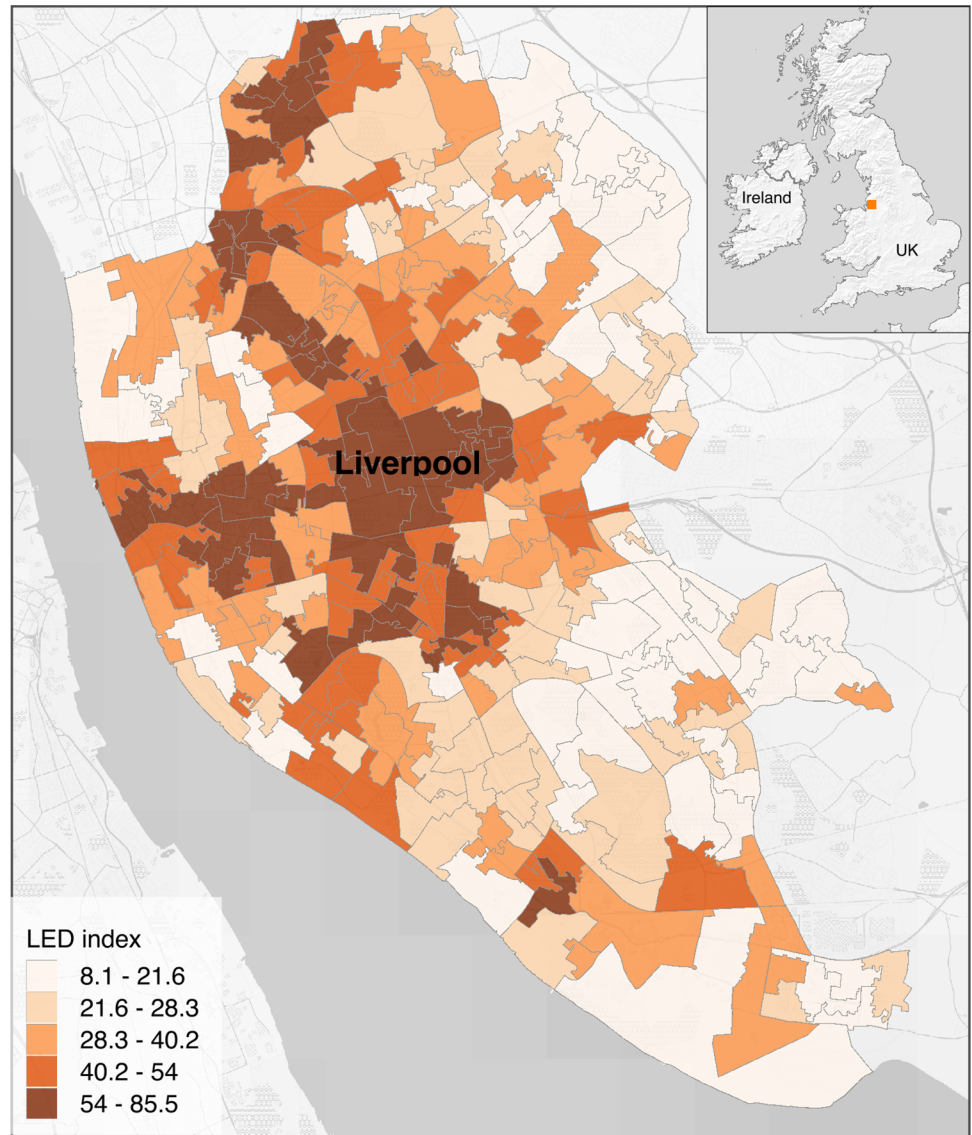 Ireland
UK
Liverpool
LED index
8.1 - 21.6
21.6 - 28.3
28.3 - 40.2
40.2 - 54
54 - 85.5